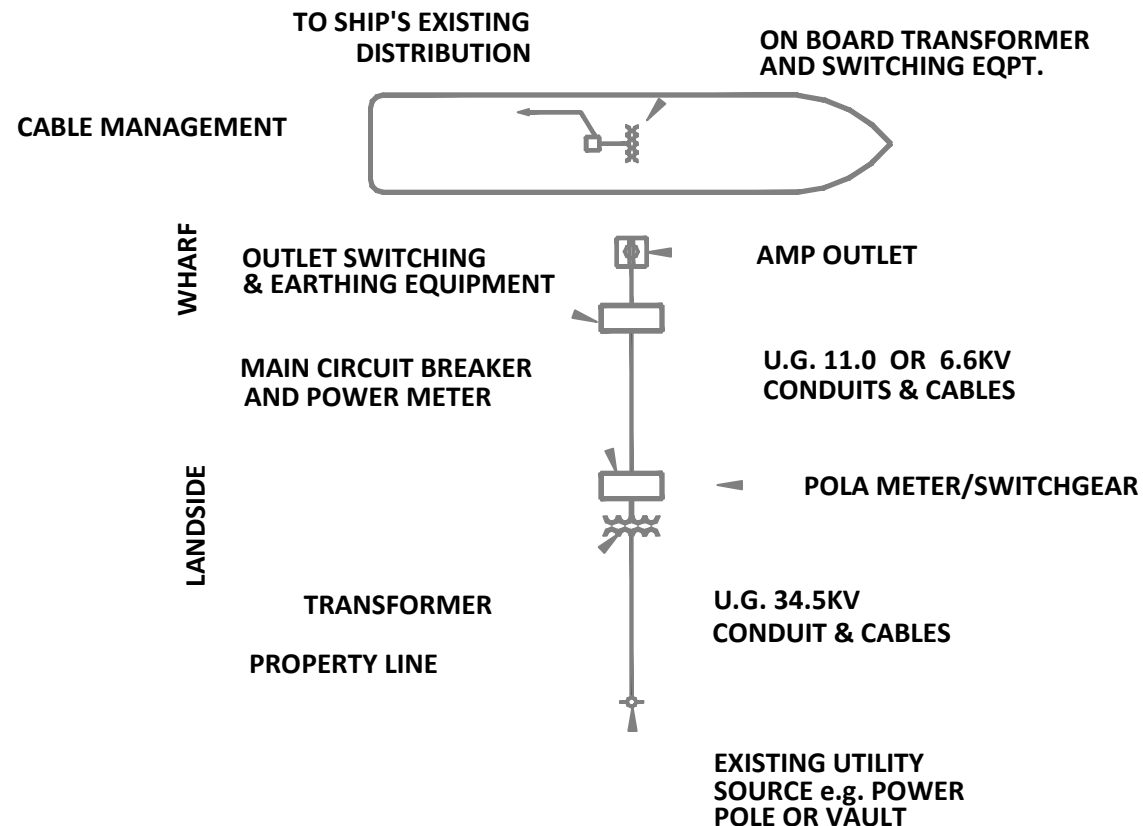 TO SHIP'S EXISTING
DISTRIBUTION
ON BOARD TRANSFORMER
AND SWITCHING EQPT.
CABLE MANAGEMENT
WHARF
OUTLET SWITCHING
& EARTHING EQUIPMENT
AMP OUTLET
MAIN CIRCUIT BREAKER
AND POWER METER
U.G. 11.0 OR 6.6KV
CONDUITS & CABLES
LANDSIDE
POLA METER/SWITCHGEAR
TRANSFORMER
U.G. 34.5KV
CONDUIT & CABLES
PROPERTY LINE
EXISTING UTILITY
SOURCE e.g. POWER
POLE OR VAULT